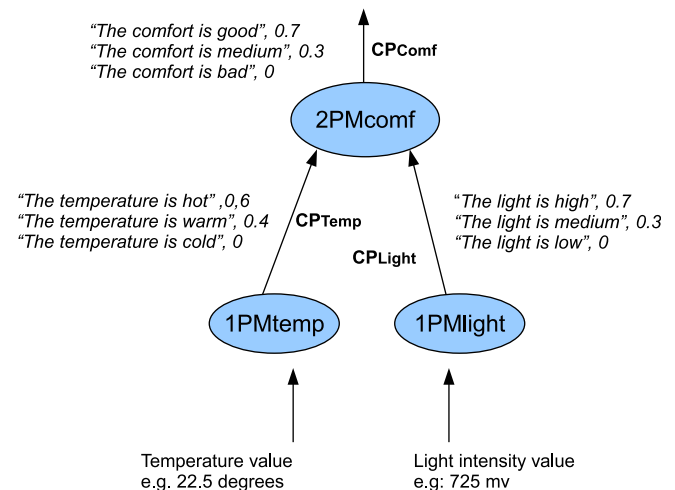 “The comfort is good”, 0.7
“The comfort is medium”, 0.3
“The comfort is bad”, 0
CPComf
2PMcomf
“The temperature is hot” ,0,6
“The temperature is warm”, 0.4
“The temperature is cold”, 0
CPTemp
“The light is high”, 0.7
“The light is medium”, 0.3
“The light is low”, 0
CPLight
1PMtemp
1PMlight
Temperature value
e.g. 22.5 degrees
Light intensity value
e.g: 725 mv